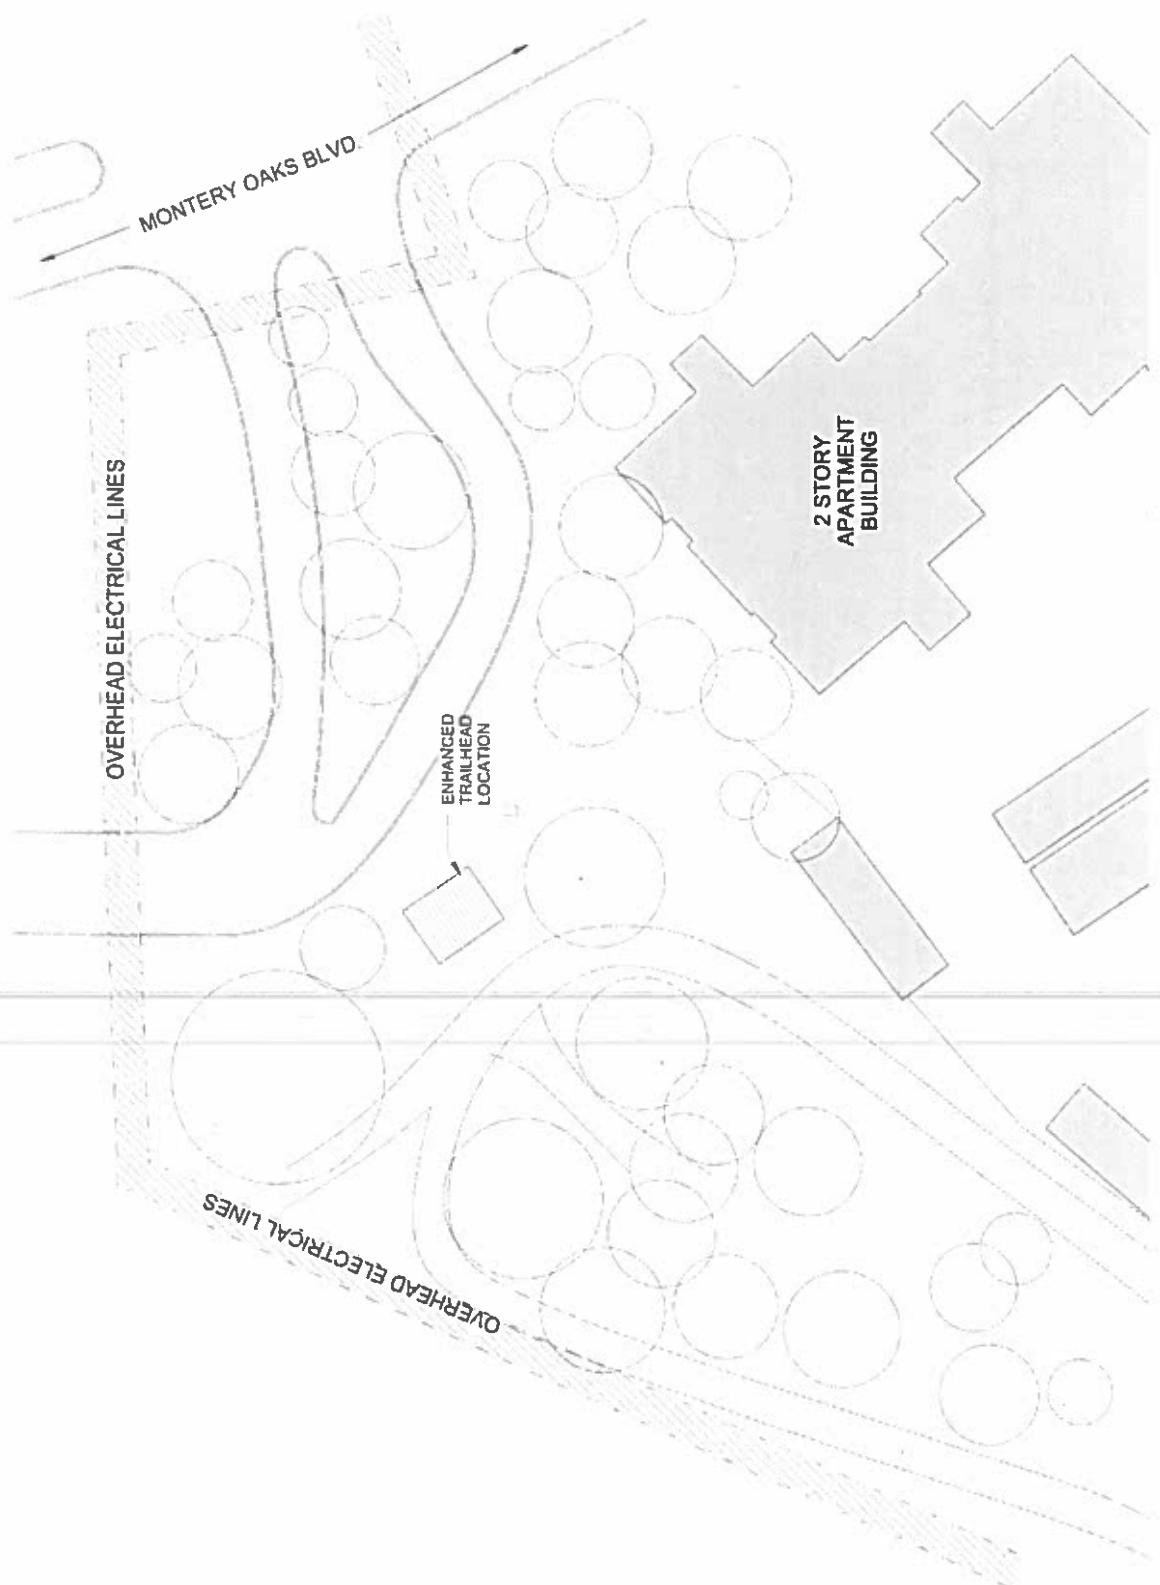 MONTERY OAKS BLVD.
OVERHEAD ELECTRICAL LINES
2 STORY
APARTMENT
BUILDING
ENHANCED
TRAILHEAD
LOCATION
OVERHEAD ELECTRICAL LINES